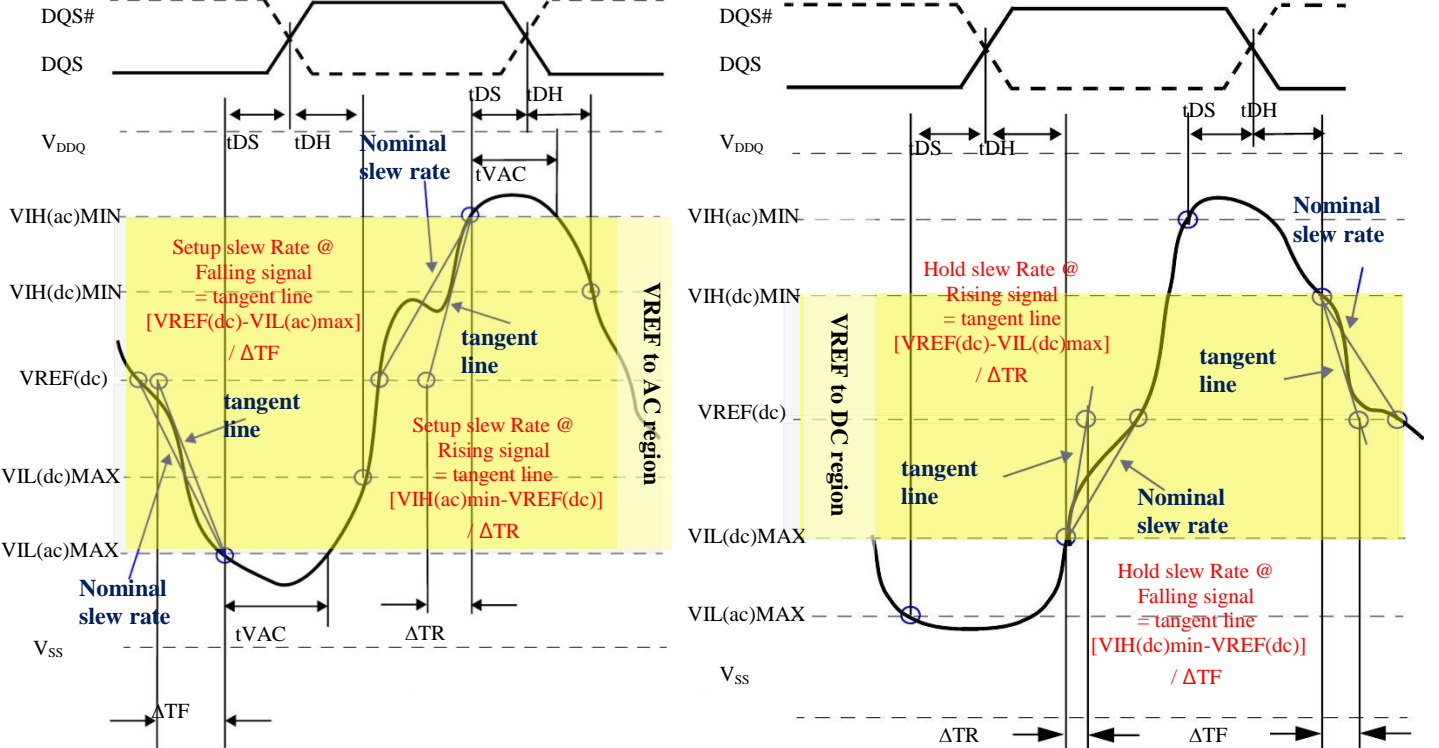 DQS#
DQS
tDS
tDH
tDS
tDH
V_DDQ
Nominal
slew rate
tVAC
VIH(ac)MIN
Setup slew Rate @
Falling signal
= tangent line
[VREF(dc)-VIL(ac)max]
/ ΔTF
VIH(dc)MIN
tangent
line
VREF to AC region
VREF(dc)
tangent
line
Setup slew Rate @
Rising signal
= tangent line
[VIH(ac)min-VREF(dc)]
/ ΔTR
VIL(dc)MAX
VIL(ac)MAX
Nominal
slew rate
tVAC
ΔTR
V_SS
ΔTF
DQS#
DQS
tDS
tDH
tDS
tDH
V_DDQ
VIH(ac)MIN
Nominal
slew rate
Hold slew Rate @
Rising signal
= tangent line
[VREF(dc)-VIL(dc)max]
/ ΔTR
VIH(dc)MIN
VREF to DC region
tangent
line
VREF(dc)
tangent
line
Nominal
slew rate
VIL(dc)MAX
Hold slew Rate @
Falling signal
= tangent line
[VIH(dc)min-VREF(dc)]
/ ΔTF
VIL(ac)MAX
V_SS
ΔTR
ΔTF